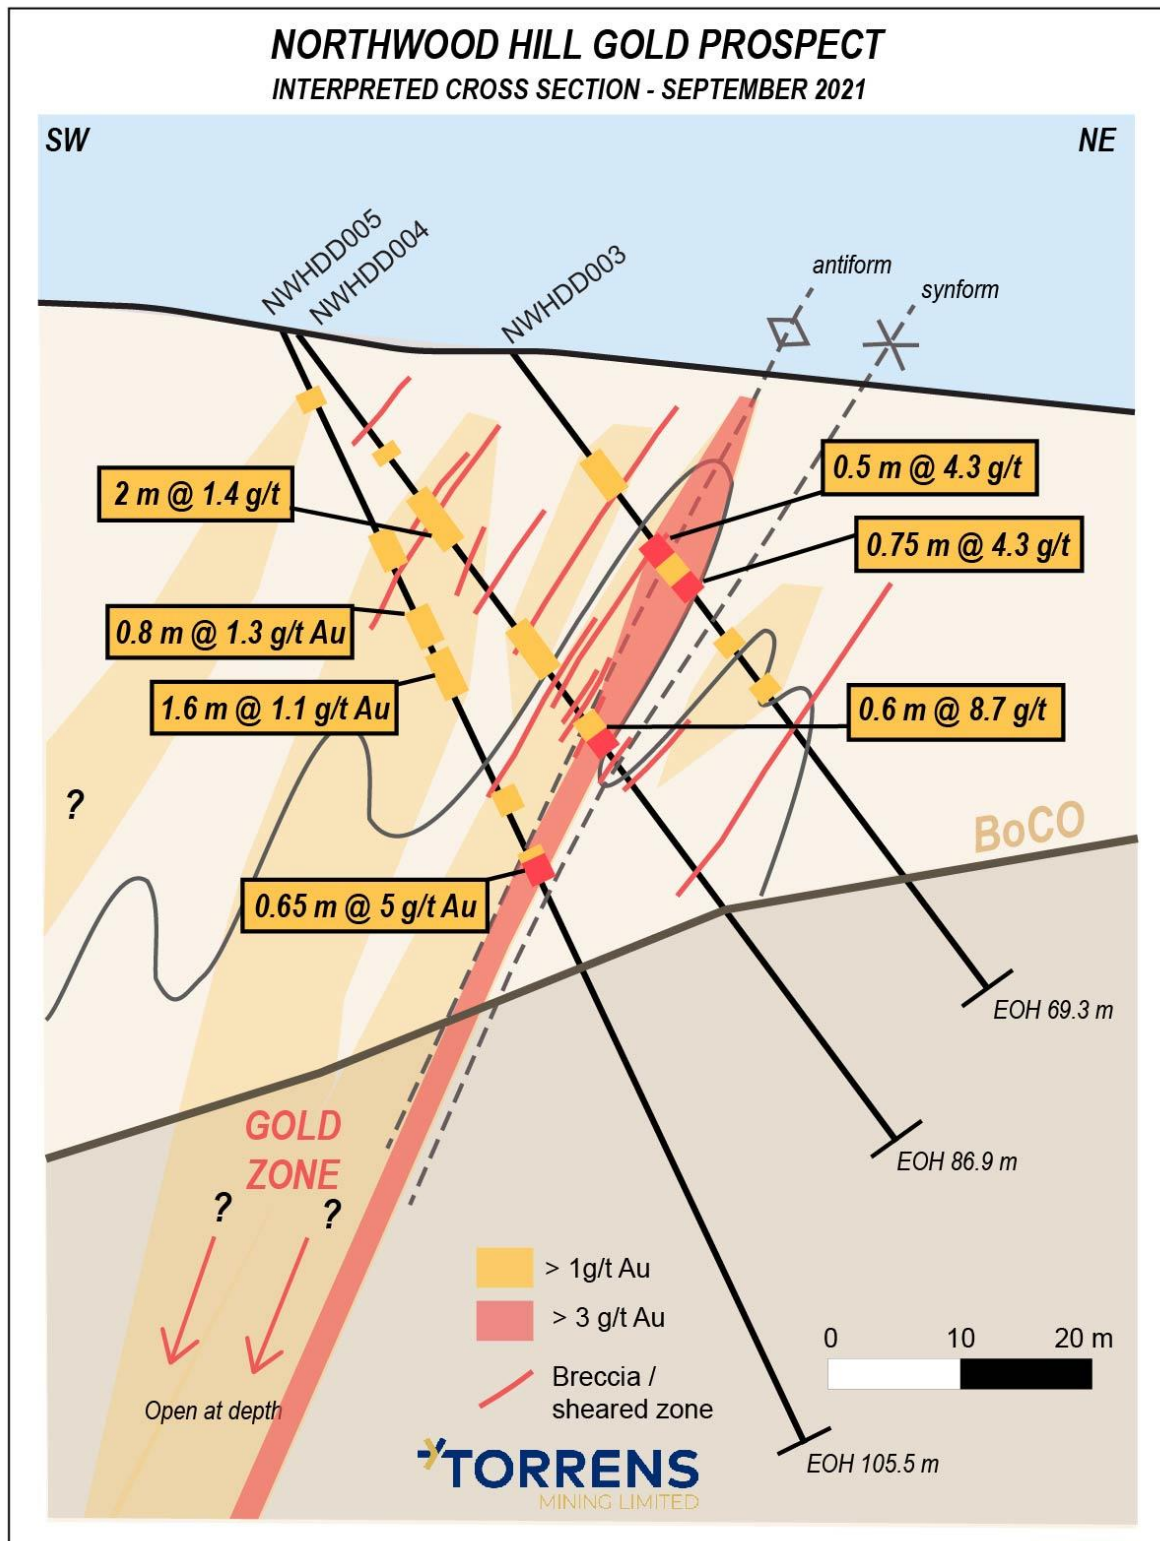 NORTHWOOD HILL GOLD PROSPECT
INTERPRETED CROSS SECTION - SEPTEMBER 2021
SW
NE
NWHDD005
NWHDD004
NWHDD003
antiform
synform
2 m @ 1.4 g/t
0.5 m @ 4.3 g/t
0.75 m @ 4.3 g/t
0.8 m @ 1.3 g/t Au
1.6 m @ 1.1 g/t Au
0.6 m @ 8.7 g/t
?
BoCO
0.65 m @ 5 g/t Au
EOH 69.3 m
GOLD
ZONE
EOH 86.9 m
? ?
> 1g/t Au
> 3 g/t Au
0 10 20 m
Breccia /
sheared zone
Open at depth
EOH 105.5 m
TORRENS
MINING LIMITED